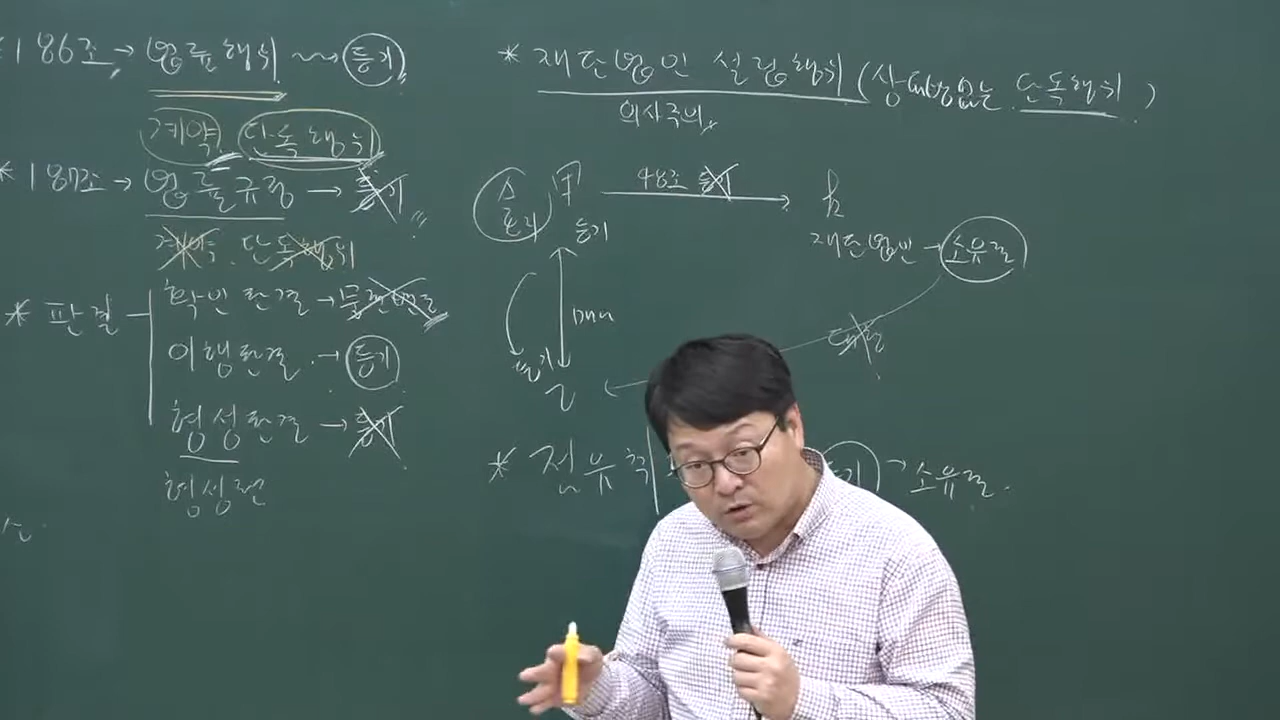 *186조 → 법률행위 등기
계약, 단독행위
* 187조 → 법률규정 → 등기
계약, 단독행위
* 판결
확인판결 → 물권변동
이행판결 → 등기
형성판결 → 등기
형성권
* 재단법인 설립행위 (상대방없는 단독행위)
의사주의
甲 48조 등기
등기
재단법인 → 소유권
乙
* 점유취
등기 → 소유권.